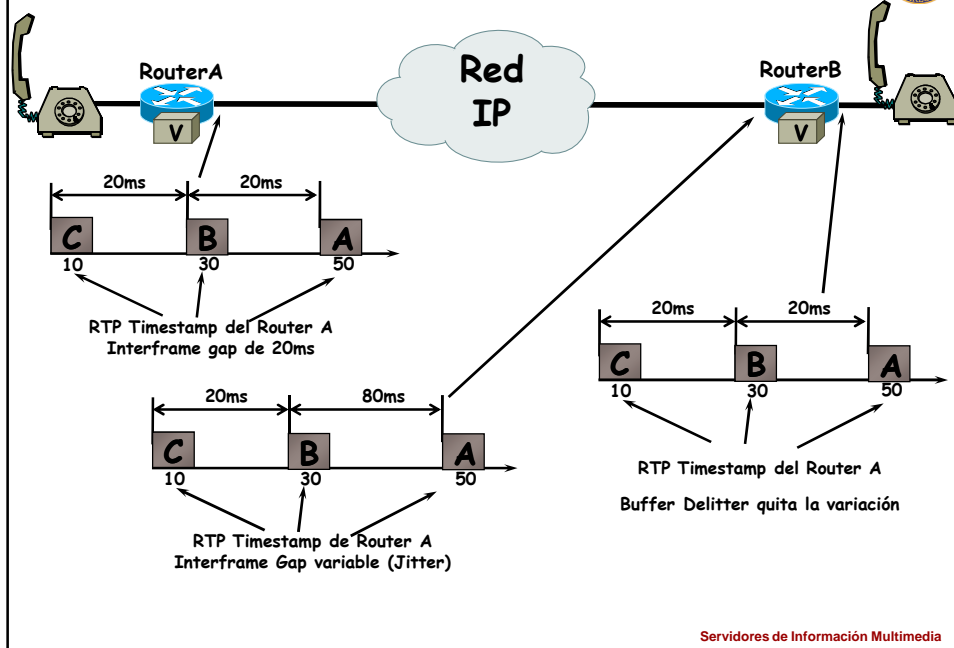 RouterA
Red
IP
RouterB
V
V
20ms
20ms
C
B
A
10
30
50
RTP Timestamp del Router A
Interframe gap de 20ms
20ms
80ms
C
B
A
10
30
50
RTP Timestamp de Router A
Interframe Gap variable (Jitter)
20ms
20ms
C
B
A
10
30
50
RTP Timestamp del Router A
Buffer Delitter quita la variación
Servidores de Información Multimedia